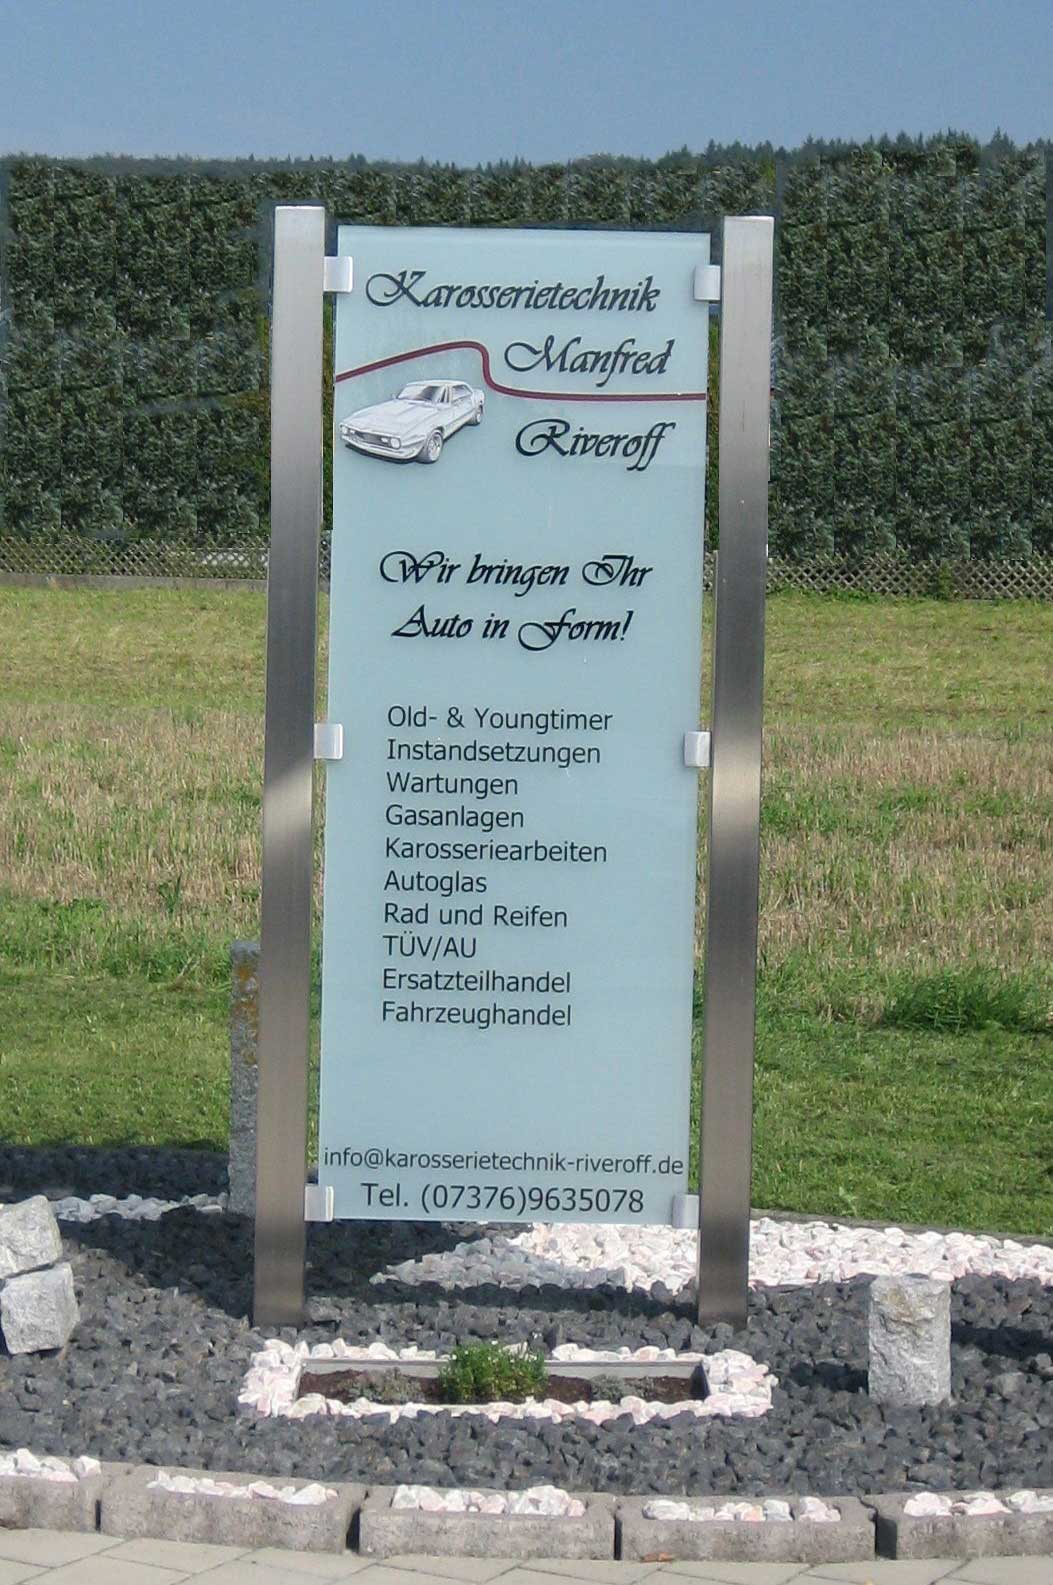 Karosserietechnik
Manfred
Riveroff
Wir bringen Ihr
Auto in Form!
Old- & Youngtimer
Instandsetzungen
Wartungen
Gasanlagen
Karosseriearbeiten
Autoglas
Rad und Reifen
TÜV/AU
Ersatzteilhandel
Fahrzeughandel
info@karosserietechnik-riveroff.de
Tel. (07376)9635078